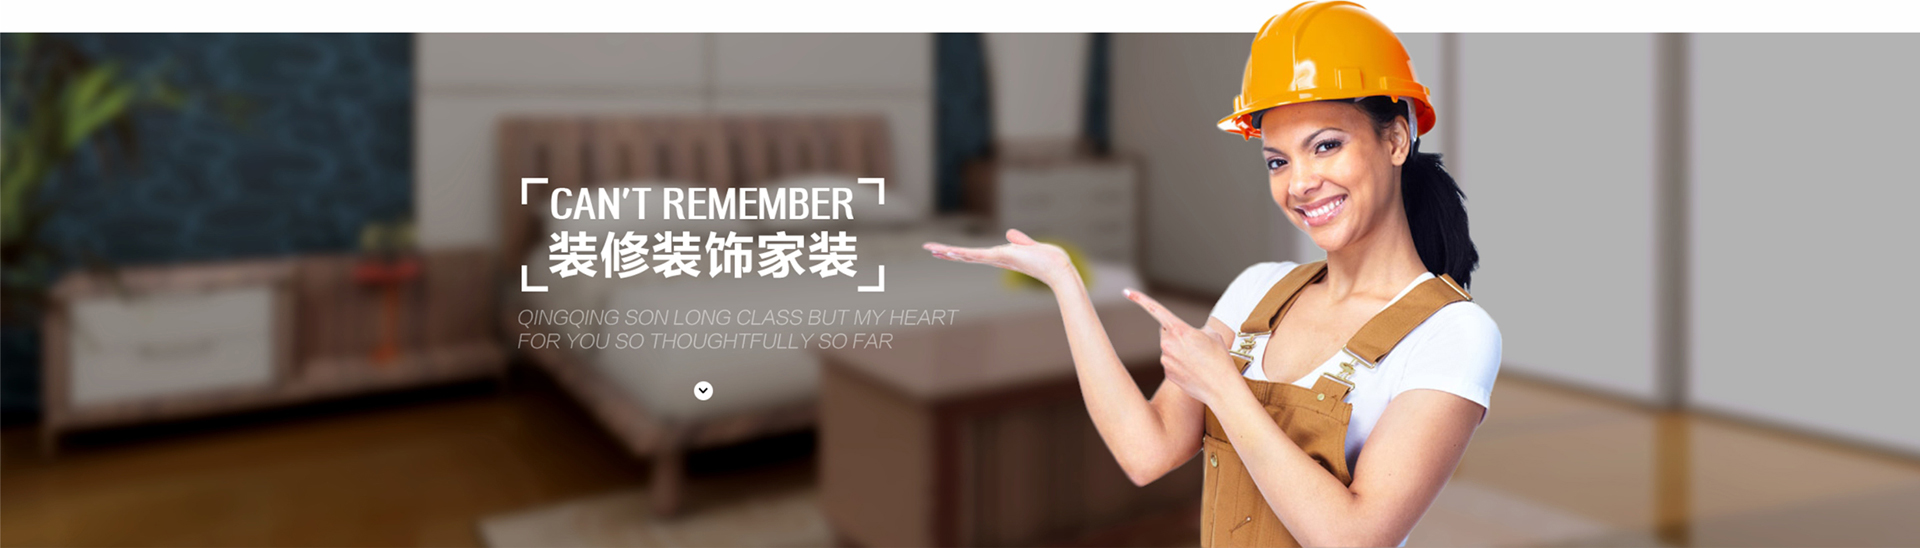 CAN'T REMEMBER
装修装饰家装
QINGQING SON LONG CLASS BUT MY HEART
FOR YOU SO THOUGHTFULLY SO FAR